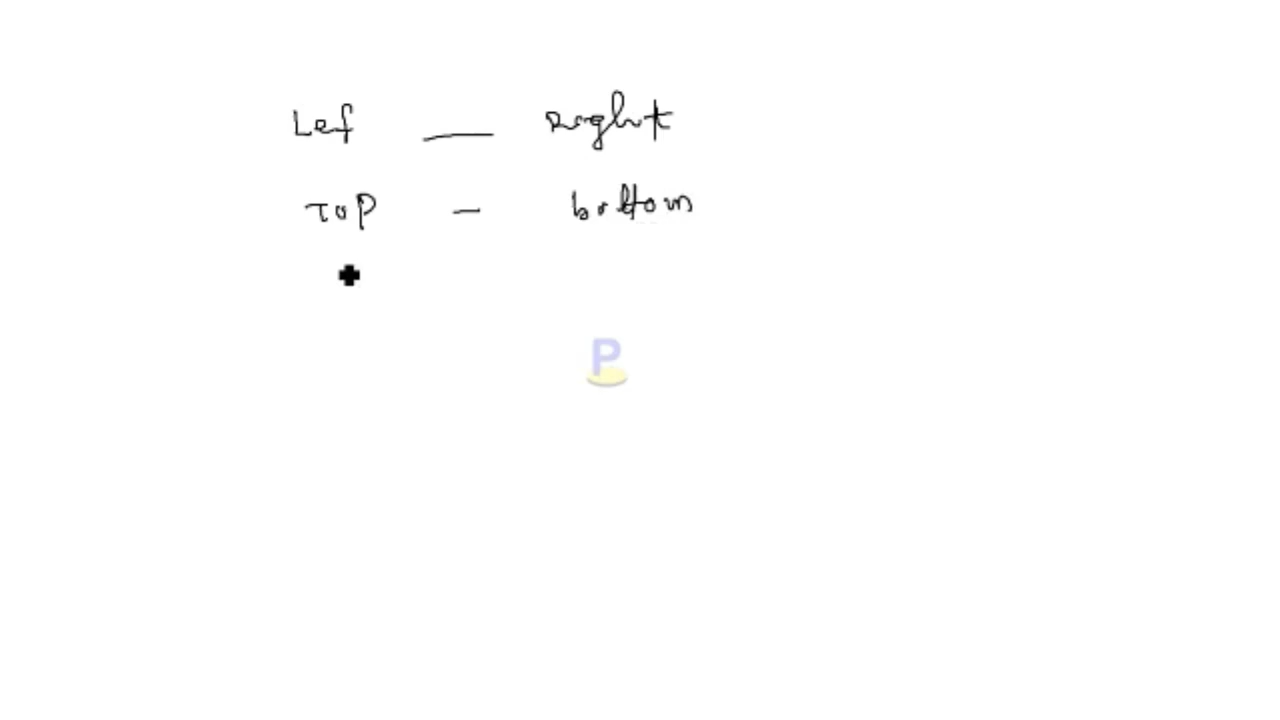 Lef — Right
Top - bottom
P